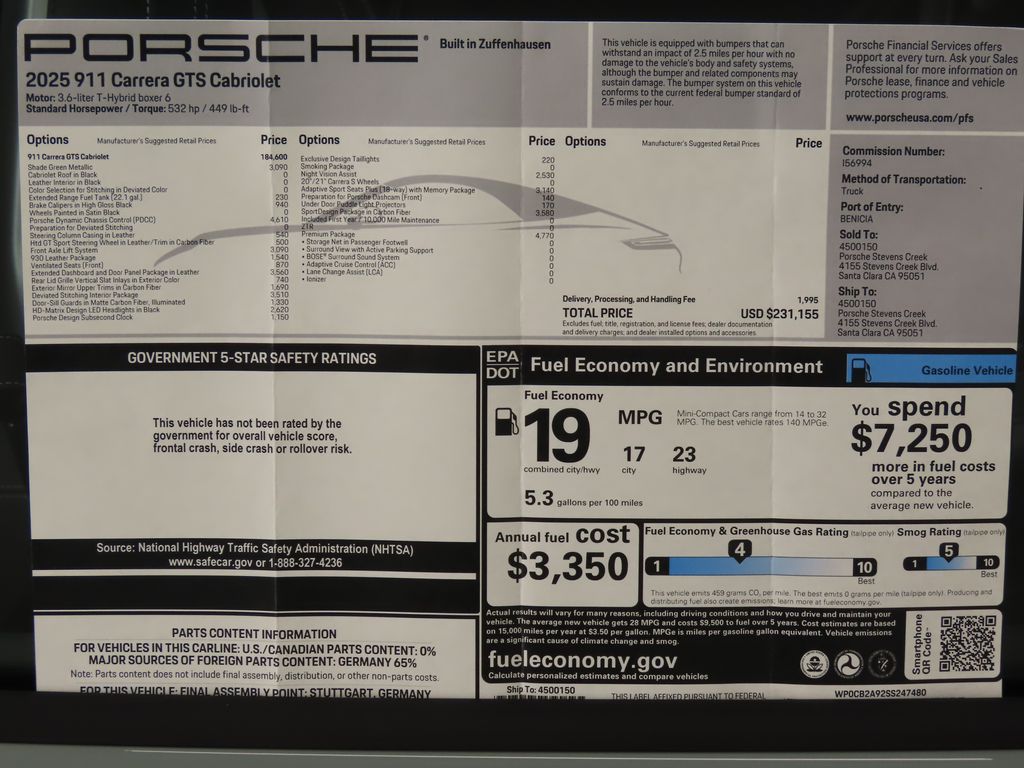 PORSCHE®
Built in Zuffenhausen
2025 911 Carrera GTS Cabriolet
Motor: 3.6-liter T-Hybrid boxer 6
Standard Horsepower / Torque: 532 hp / 449 lb-ft
This vehicle is equipped with bumpers that can
withstand an impact of 2.5 miles per hour with no
damage to the vehicle's body and safety systems,
although the bumper and related components may
sustain damage. The bumper system on this vehicle
conforms to the current federal bumper standard of
2.5 miles per hour.
Porsche Financial Services offers
support at every turn. Ask your Sales
Professional for more information on
Porsche lease, finance and vehicle
protections programs.
www.porscheusa.com/pfs
Options Manufacturer's Suggested Retail Prices Price
911 Carrera GTS Cabriolet 184,600
Shade Green Metallic 3,090
Cabriolet Roof in Black 0
Leather Interior in Black 0
Color Selection for Stitching in Deviated Color 0
Extended Range Fuel Tank (22.1 gal.) 230
Brake Calipers in High Gloss Black 940
Wheels Painted in Satin Black 0
Porsche Dynamic Chassis Control (PDCC) 4,610
Preparation for Deviated Stitching 0
Steering Column Casing in Leather 540
Htd GT Sport Steering Wheel in Leather/Trim in Carbon Fiber 500
Front Axle Lift System 3,090
930 Leather Package 1,540
Ventilated Seats (Front) 870
Extended Dashboard and Door Panel Package in Leather 3,560
Rear Lid Grille Vertical Slat Inlays in Exterior Color 740
Exterior Mirror Upper Trims in Carbon Fiber 1,690
Deviated Stitching Interior Package 3,510
Door-Sill Guards in Matte Carbon Fiber, Illuminated 1,330
HD-Matrix Design LED Headlights in Black 2,620
Porsche Design Subsecond Clock 1,150
Options Manufacturer's Suggested Retail Prices Price
Exclusive Design Taillights 220
Smoking Package 0
Night Vision Assist 2,530
20"/21" Carrera S Wheels 0
Adaptive Sport Seats Plus (18-way) with Memory Package 3,140
Preparation for Porsche Dashcam (Front) 140
Under Door Puddle Light Projectors 170
SportDesign Package in Carbon Fiber 3,580
Included First Year / 10,000 Mile Maintenance 0
ZTR 0
Premium Package 4,770
• Storage Net in Passenger Footwell 0
• Surround View with Active Parking Support 0
• BOSE® Surround Sound System 0
• Adaptive Cruise Control (ACC) 0
• Lane Change Assist (LCA) 0
• Ionizer 0
Options Manufacturer's Suggested Retail Prices Price
Delivery, Processing, and Handling Fee 1,995
TOTAL PRICE USD $231,155
Excludes fuel; title, registration, and license fees; dealer documentation
and delivery charges; and dealer installed options and accessories
Commission Number:
I56994
Method of Transportation:
Truck
Port of Entry:
BENICIA
Sold To:
4500150
Porsche Stevens Creek
4155 Stevens Creek Blvd.
Santa Clara CA 95051
Ship To:
4500150
Porsche Stevens Creek
4155 Stevens Creek Blvd.
Santa Clara CA 95051
GOVERNMENT 5-STAR SAFETY RATINGS
This vehicle has not been rated by the
government for overall vehicle score,
frontal crash, side crash or rollover risk.
Source: National Highway Traffic Safety Administration (NHTSA)
www.safecar.gov or 1-888-327-4236
PARTS CONTENT INFORMATION
FOR VEHICLES IN THIS CARLINE: U.S./CANADIAN PARTS CONTENT: 0%
MAJOR SOURCES OF FOREIGN PARTS CONTENT: GERMANY 65%
Note: Parts content does not include final assembly, distribution, or other non-parts costs.
FOR THIS VEHICLE: FINAL ASSEMBLY POINT: STUTTGART, GERMANY
EPA
DOT
Fuel Economy and Environment
Gasoline Vehicle
Fuel Economy
19 MPG
combined city/hwy
17
city
23
highway
Mini-Compact Cars range from 14 to 32
MPG. The best vehicle rates 140 MPGe.
5.3 gallons per 100 miles
You spend
$7,250
more in fuel costs
over 5 years
compared to the
average new vehicle.
Annual fuel cost
$3,350
Fuel Economy & Greenhouse Gas Rating (tailpipe only)
1
4
10
Best
Smog Rating (tailpipe only)
1
5
10
Best
This vehicle emits 459 grams CO₂ per mile. The best emits 0 grams per mile (tailpipe only). Producing and
distributing fuel also create emissions; learn more at fueleconomy.gov.
Actual results will vary for many reasons, including driving conditions and how you drive and maintain your
vehicle. The average new vehicle gets 28 MPG and costs $9,500 to fuel over 5 years. Cost estimates are based
on 15,000 miles per year at $3.50 per gallon. MPGe is miles per gasoline gallon equivalent. Vehicle emissions
are a significant cause of climate change and smog.
fueleconomy.gov
Calculate personalized estimates and compare vehicles
Smartphone
QR Code™
Ship To: 4500150
THIS LABEL AFFIXED PURSUANT TO FEDERAL
WP0CB2A92SS247480